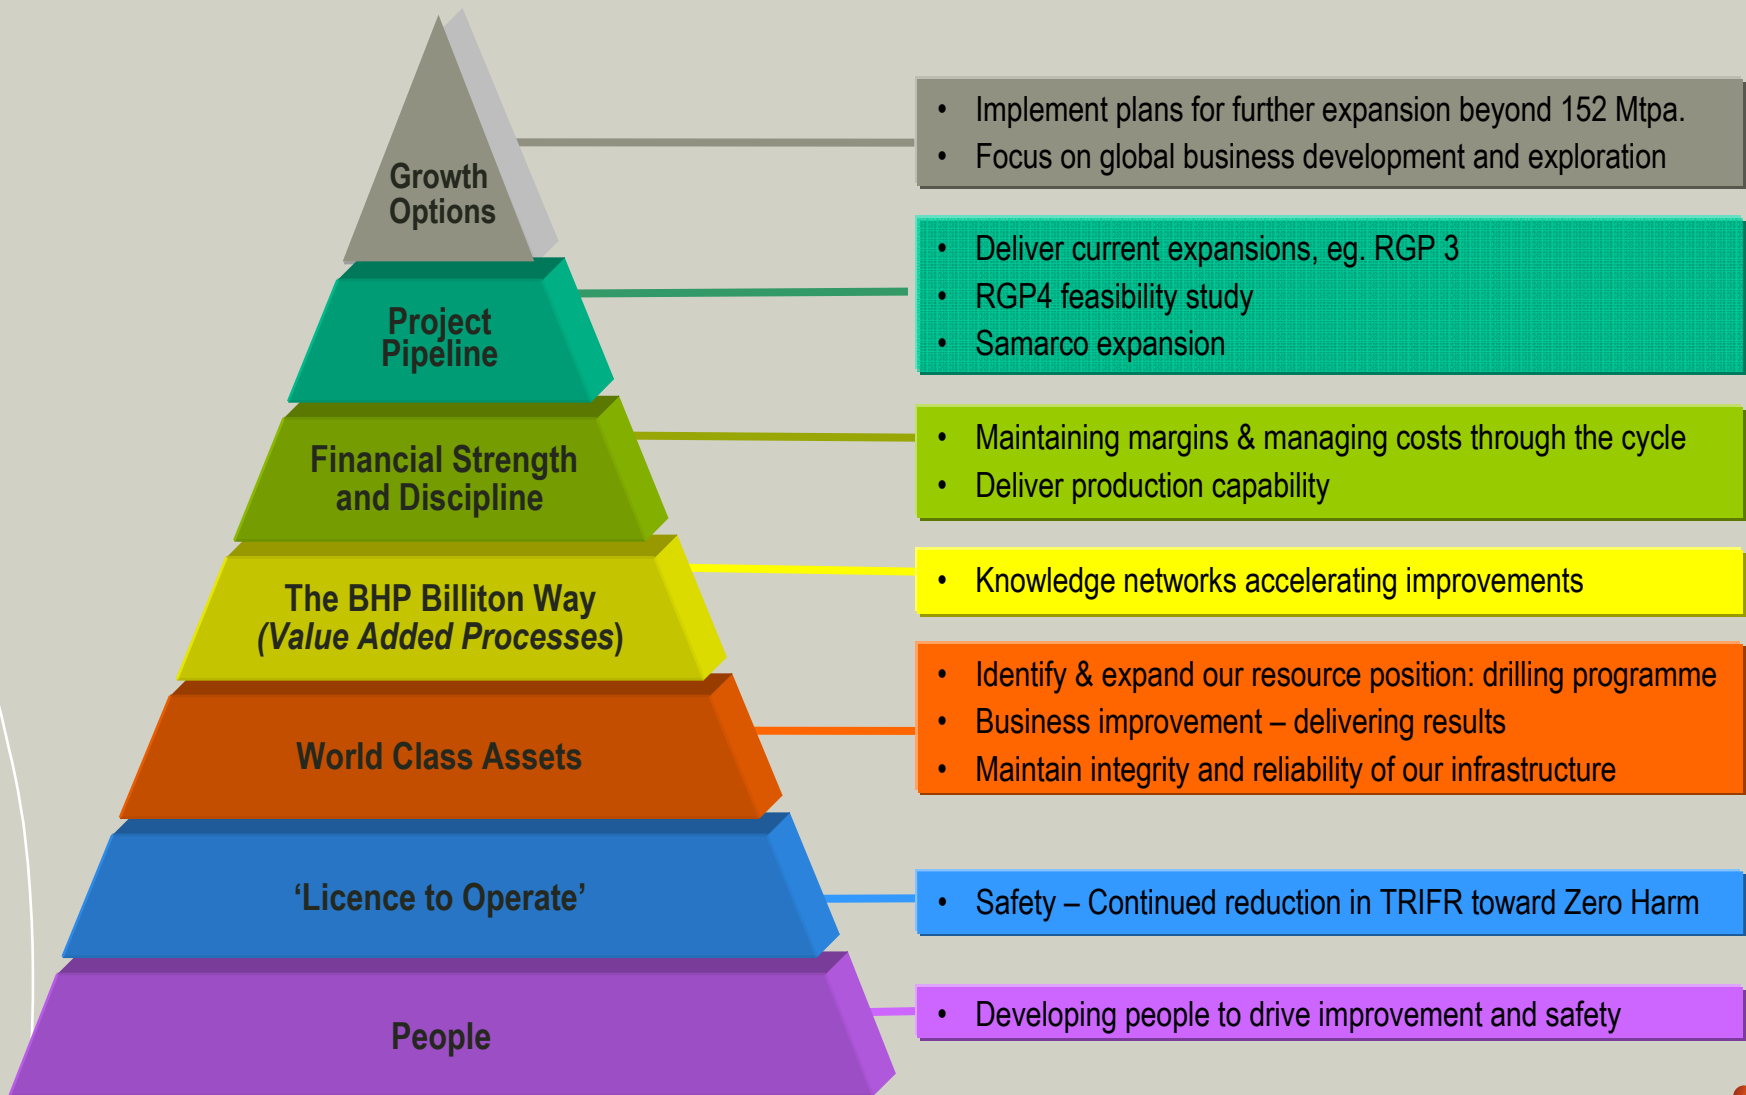 Growth
Options
• Implement plans for further expansion beyond 152 Mtpa.
• Focus on global business development and exploration
Project
Pipeline
• Deliver current expansions, eg. RGP 3
• RGP4 feasibility study
• Samarco expansion
Financial Strength
and Discipline
• Maintaining margins & managing costs through the cycle
• Deliver production capability
The BHP Billiton Way
(Value Added Processes)
• Knowledge networks accelerating improvements
World Class Assets
• Identify & expand our resource position: drilling programme
• Business improvement – delivering results
• Maintain integrity and reliability of our infrastructure
‘Licence to Operate’
• Safety – Continued reduction in TRIFR toward Zero Harm
People
• Developing people to drive improvement and safety